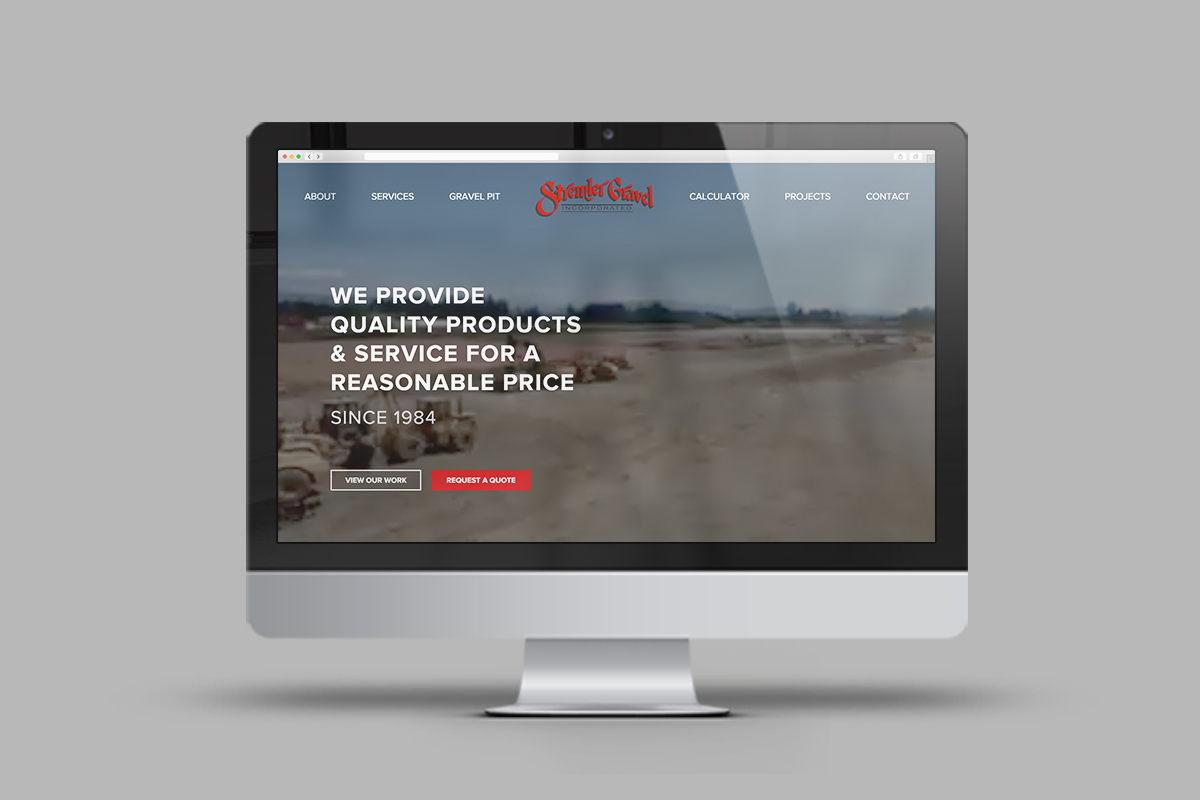 ABOUT SERVICES GRAVEL PIT Stremler Gravel CALCULATOR PROJECTS CONTACT
INCORPORATED
WE PROVIDE
QUALITY PRODUCTS
& SERVICE FOR A
REASONABLE PRICE
SINCE 1984
VIEW OUR WORK REQUEST A QUOTE